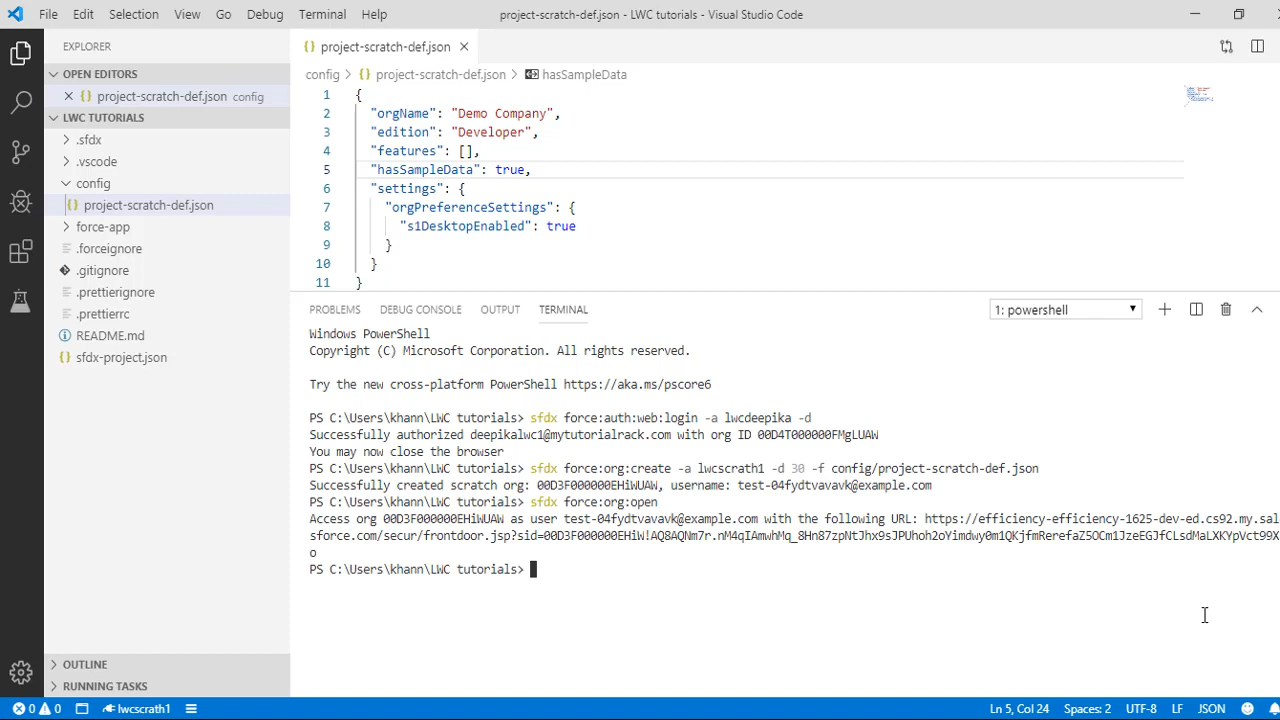 File Edit Selection View Go Debug Terminal Help
project-scratch-def.json - LWC tutorials - Visual Studio Code
EXPLORER
OPEN EDITORS
project-scratch-def.json config
LWC TUTORIALS
.sfdx
.vscode
config
project-scratch-def.json
force-app
.forceignore
.gitignore
.prettierignore
.prettierrc
README.md
sfdx-project.json
OUTLINE
RUNNING TASKS
project-scratch-def.json
config > project-scratch-def.json > hasSampleData
1 {
2 "orgName": "Demo Company",
3 "edition": "Developer",
4 "features": [],
5 "hasSampleData": true,
6 "settings": {
7 "orgPreferenceSettings": {
8 "s1DesktopEnabled": true
9 }
10 }
11 }
PROBLEMS DEBUG CONSOLE OUTPUT TERMINAL 1: powershell
Windows PowerShell
Copyright (C) Microsoft Corporation. All rights reserved.
Try the new cross-platform PowerShell https://aka.ms/pscore6
PS C:\Users\khann\LWC tutorials> sfdx force:auth:web:login -a lwcdeepika -d
Successfully authorized deepikalwc1@mytutorialrack.com with org ID 00D4T000000FMgLUAW
You may now close the browser
PS C:\Users\khann\LWC tutorials> sfdx force:org:create -a lwcscrath1 -d 30 -f config/project-scratch-def.json
Successfully created scratch org: 00D3F000000EHiWUAW, username: test-04fydtvavavk@example.com
PS C:\Users\khann\LWC tutorials> sfdx force:org:open
Access org 00D3F000000EHiWUAW as user test-04fydtvavavk@example.com with the following URL: https://efficiency-efficiency-1625-dev-ed.cs92.my.sal
sforce.com/secur/frontdoor.jsp?sid=00D3F000000EHiW!AQ8AQNm7r.nM4qIAmwhMq_8Hn87zpNtJhx9sJPUhoh2oYimdwy0m1QKjfmRerefaZ5OCm1JzeEGJfCLsdMaLXKYpVct99X
o
PS C:\Users\khann\LWC tutorials>
0 0 lwcscrath1 Ln 5, Col 24 Spaces: 2 UTF-8 LF JSON